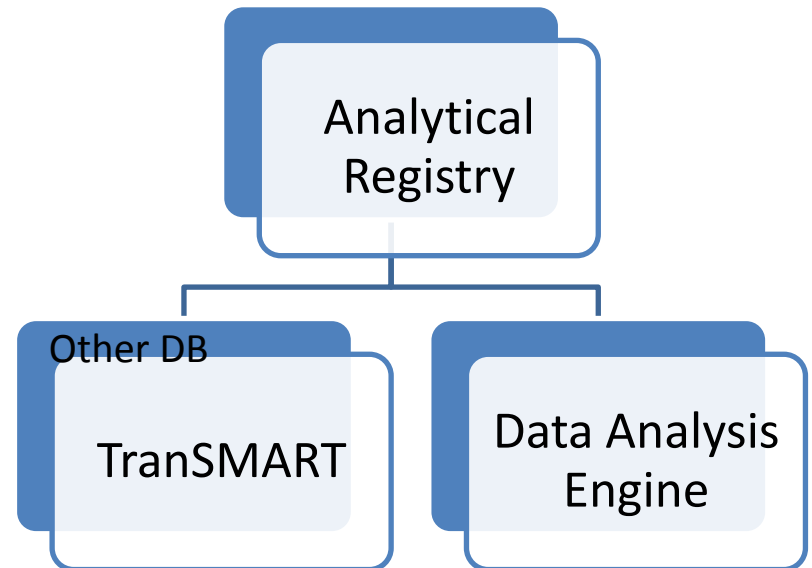 Analytical
Registry
Other DB
TranSMART
Data Analysis
Engine